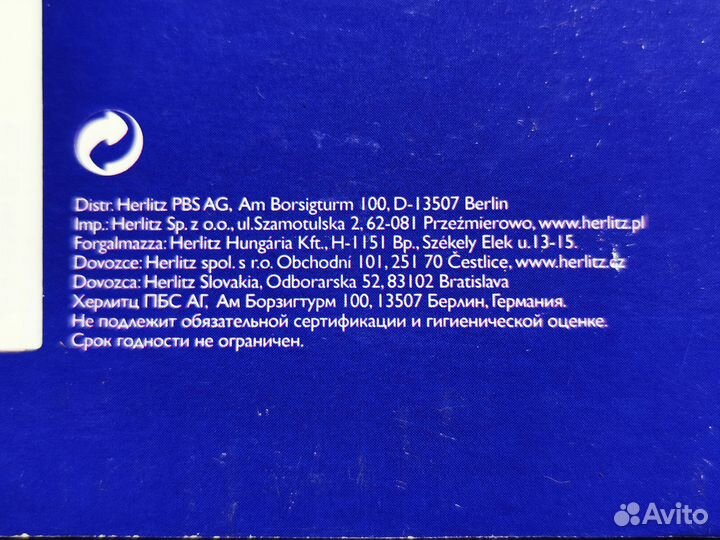 Distr. Herlitz PBS AG, Am Borsigturm 100, D-13507 Berlin
Imp.: Herlitz Sp. z o.o., ul.Szamotulska 2, 62-081 Przeźmierowo, www.herlitz.pl
Forgalmazza: Herlitz Hungária Kft., H-1151 Bp., Székely Elek u.13-15.
Dovozce: Herlitz spol. s r.o. Obchodní 101, 251 70 Čestlice, www.herlitz.cz
Dovozca: Herlitz Slovakia, Odborarska 52, 83102 Bratislava
Херлитц ПБС АГ, Ам Борзигтурм 100, 13507 Берлин, Германия.
Не подлежит обязательной сертификации и гигиенической оценке.
Срок годности не ограничен.
Avito